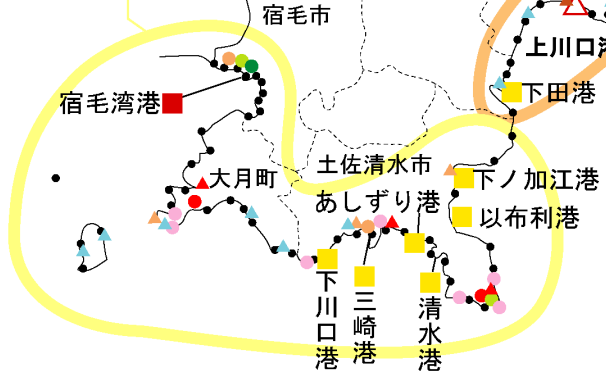 宿毛市
上川口港
下田港
宿毛湾港
大月町
土佐清水市
あしずり港
下ノ加江港
以布利港
下川口港
三崎港
清水港